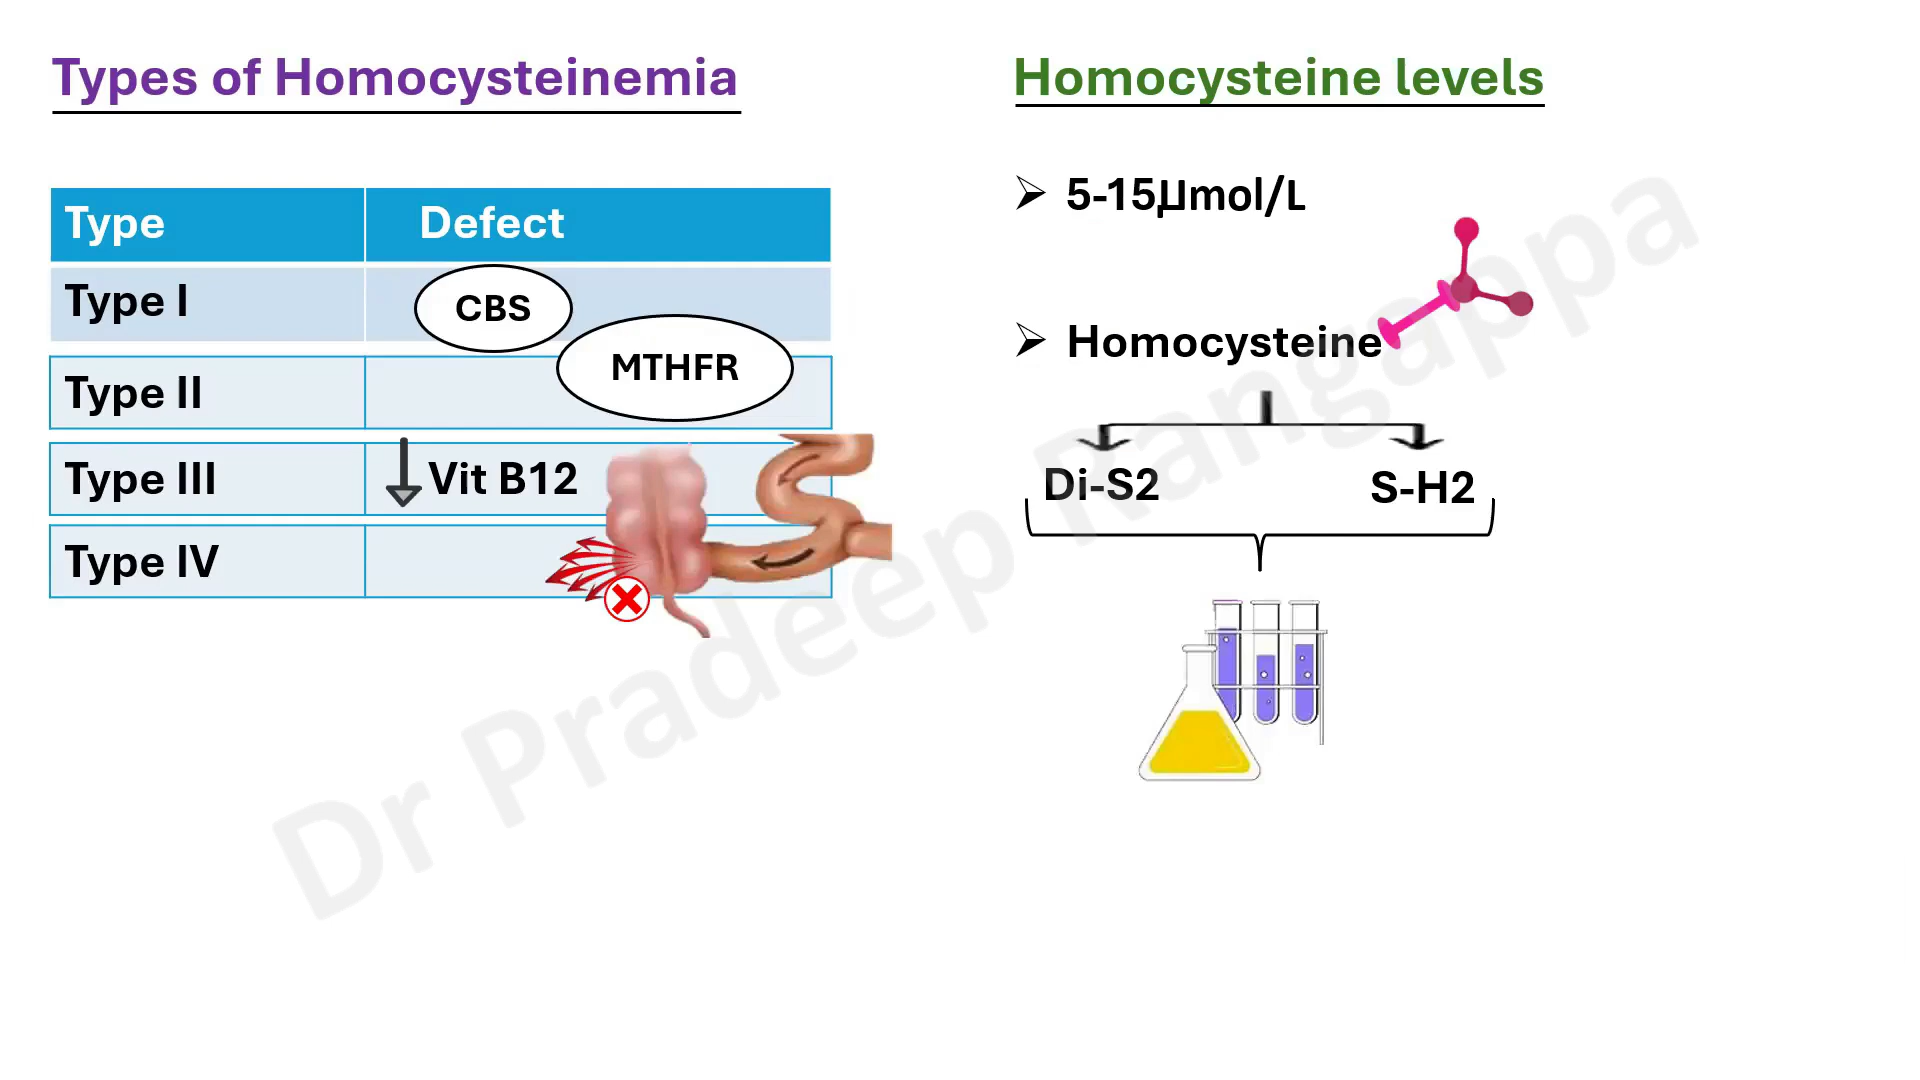 Types of Homocysteinemia
Type Defect
Type I CBS
MTHFR
Type II
Type III Vit B12
Type IV
Homocysteine levels
5-15µmol/L
Homocysteine
Di-S2 S-H2
Dr Pradeep Rangappa